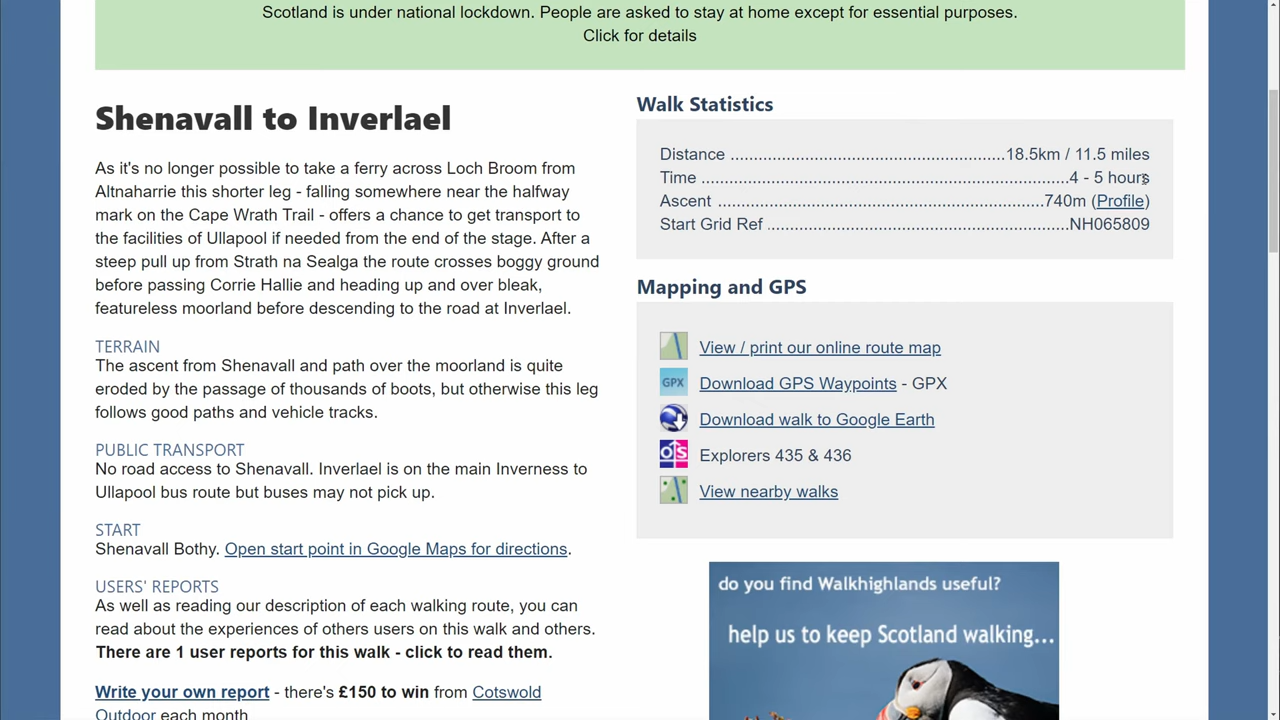 Scotland is under national lockdown. People are asked to stay at home except for essential purposes.
Click for details
Shenavall to Inverlael
As it's no longer possible to take a ferry across Loch Broom from
Altnaharrie this shorter leg - falling somewhere near the halfway
mark on the Cape Wrath Trail - offers a chance to get transport to
the facilities of Ullapool if needed from the end of the stage. After a
steep pull up from Strath na Sealga the route crosses boggy ground
before passing Corrie Hallie and heading up and over bleak,
featureless moorland before descending to the road at Inverlael.
TERRAIN
The ascent from Shenavall and path over the moorland is quite
eroded by the passage of thousands of boots, but otherwise this leg
follows good paths and vehicle tracks.
PUBLIC TRANSPORT
No road access to Shenavall. Inverlael is on the main Inverness to
Ullapool bus route but buses may not pick up.
START
Shenavall Bothy. Open start point in Google Maps for directions.
USERS' REPORTS
As well as reading our description of each walking route, you can
read about the experiences of others users on this walk and others.
There are 1 user reports for this walk - click to read them.
Write your own report - there's £150 to win from Cotswold
Outdoor each month
Walk Statistics
Distance ............................................................18.5km / 11.5 miles
Time ................................................................................4 - 5 hours
Ascent .......................................................................740m (Profile)
Start Grid Ref ..................................................................NH065809
Mapping and GPS
View / print our online route map
GPX Download GPS Waypoints - GPX
Download walk to Google Earth
OS Explorers 435 & 436
View nearby walks
do you find Walkhighlands useful?
help us to keep Scotland walking...